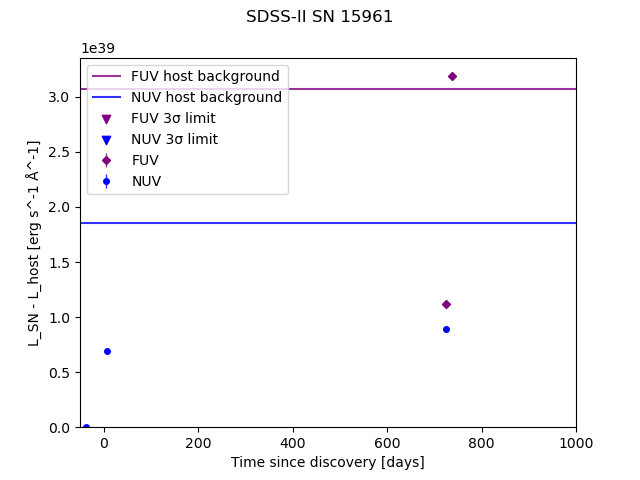 SDSS-II SN 15961
1e39
FUV host background
NUV host background
FUV 3σ limit
NUV 3σ limit
FUV
NUV
3.0
2.5
2.0
1.5
1.0
0.5
0.0
L_SN - L_host [erg s^-1 Å^-1]
0 200 400 600 800 1000
Time since discovery [days]